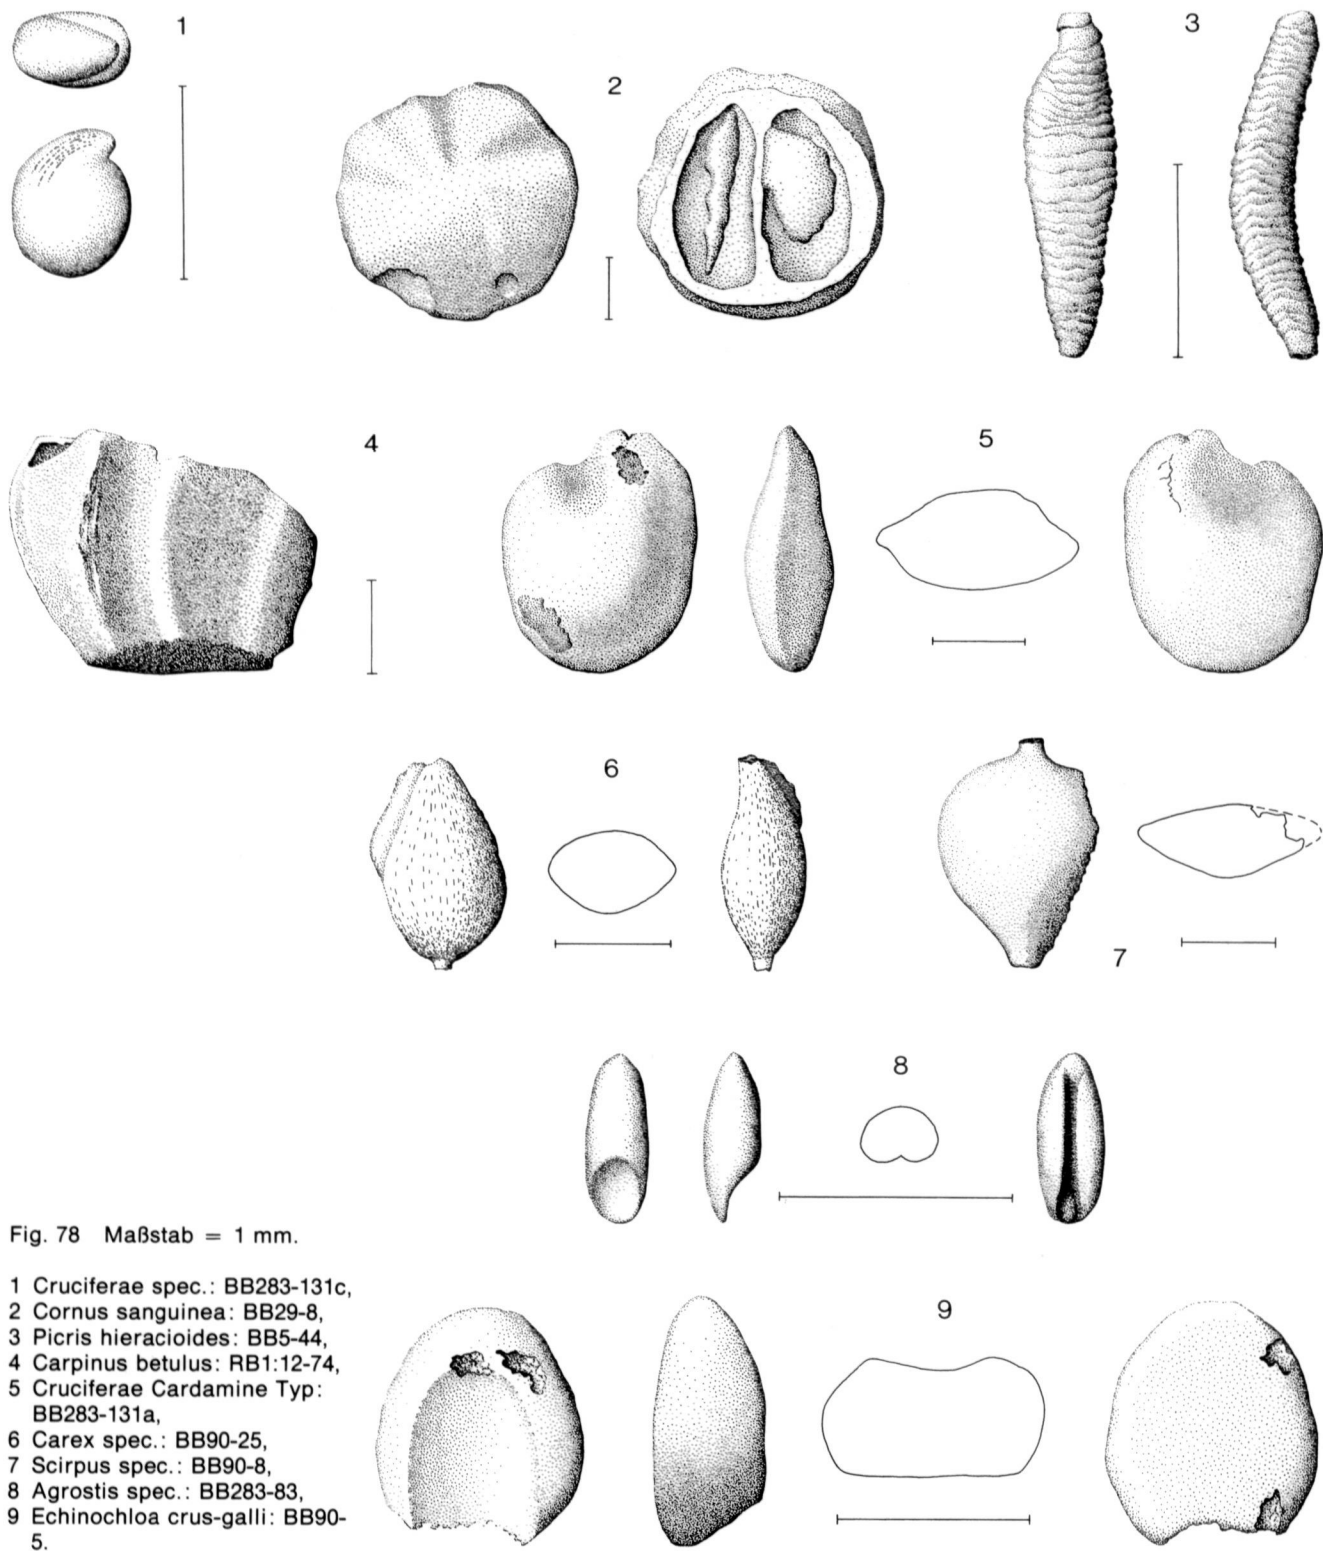 1
2
3
4
5
6
7
8
9
Fig. 78 Maßstab = 1 mm.
1 Cruciferae spec.: BB283-131c,
2 Cornus sanguinea: BB29-8,
3 Picris hieracioides: BB5-44,
4 Carpinus betulus: RB1:12-74,
5 Cruciferae Cardamine Typ:
BB283-131a,
6 Carex spec.: BB90-25,
7 Scirpus spec.: BB90-8,
8 Agrostis spec.: BB283-83,
9 Echinochloa crus-galli: BB90-
5.